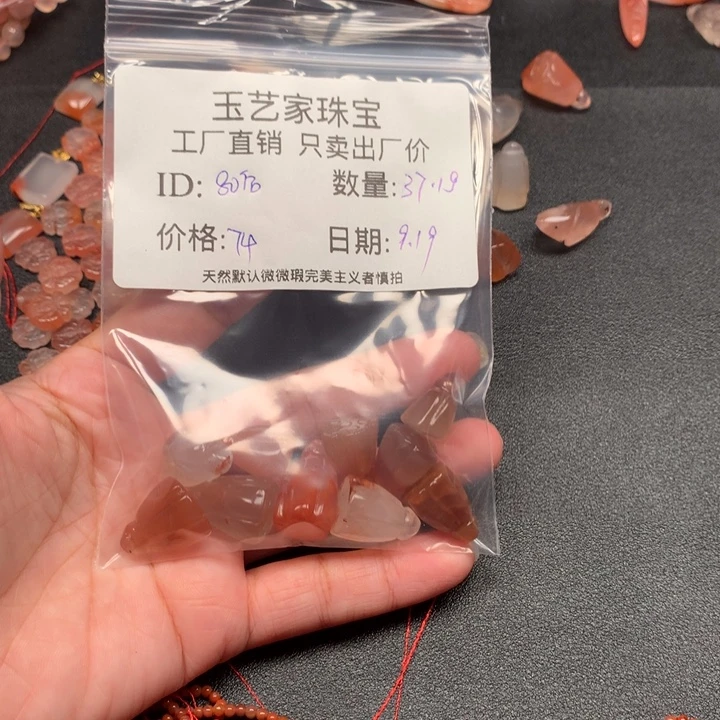 玉艺家珠宝
工厂直销 只卖出厂价
ID: 数量:37.19
价格:74 日期:9.19
天然默认微微瑕完美主义者慎拍